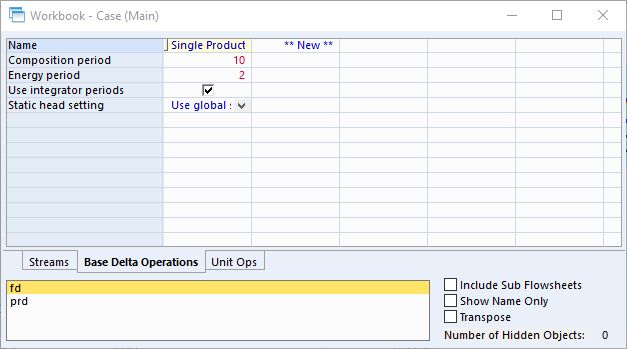 Workbook - Case (Main)
Name Single Product ** New **
Composition period 10
Energy period 2
Use integrator periods
Static head setting Use global
Streams Base Delta Operations Unit Ops
fd
prd
Include Sub Flowsheets
Show Name Only
Transpose
Number of Hidden Objects: 0